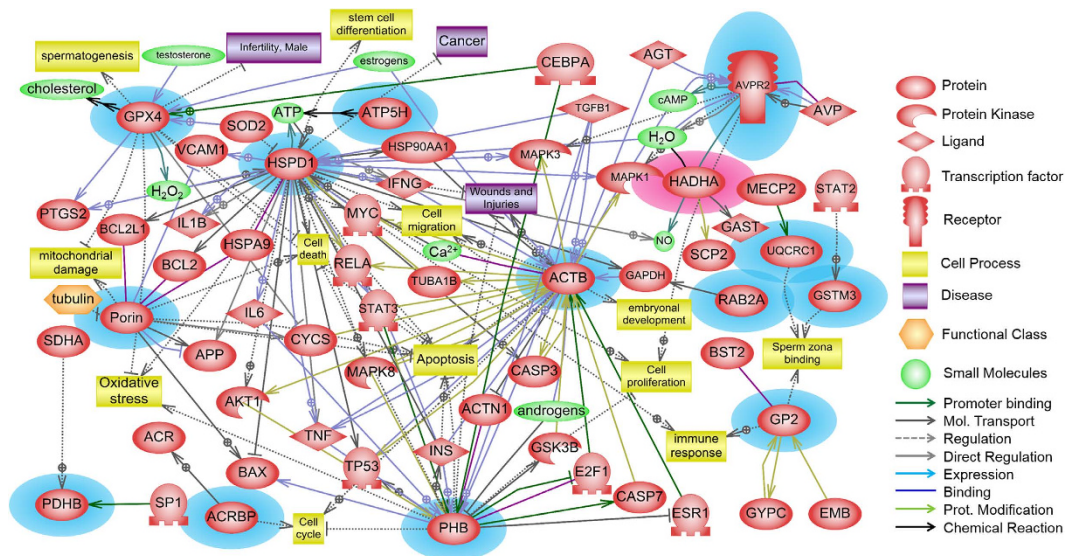 stem cell
differentiation
Cancer
spermatogenesis
testosterone
Infertility, Male
estrogens
CEBPA
AGT
AVPR2
cholesterol
GPX4
SOD2
ATP
ATP5H
TGFB1
cAMP
AVP
VCAM1
HSPD1
HSP90AA1
MAPK3
H₂O
PTGS2
H₂O₂
IFNG
MAPK1
HADHA
MECP2
STAT2
IL1B
Wounds and
Injuries
BCL2L1
MYC
Cell
migration
NO
GAST
UQCRC1
mitochondrial
damage
BCL2
HSPA9
Cell
death
RELA
Ca²⁺
SCP2
TUBA1B
ACTB
GAPDH
RAB2A
GSTM3
tubulin
Porin
IL6
STAT3
embryonal
development
SDHA
APP
CYCS
Apoptosis
Sperm zona
binding
BST2
Oxidative
stress
MAPK8
CASP3
Cell
proliferation
AKT1
ACTN1
androgens
GP2
ACR
TNF
INS
GSK3B
immune
response
BAX
TP53
E2F1
PDHB
SP1
ACRBP
Cell
cycle
PHB
CASP7
ESR1
GYPC
EMB
Protein
Protein Kinase
Ligand
Transcription factor
Receptor
Cell Process
Disease
Functional Class
Small Molecules
Promoter binding
Mol. Transport
Regulation
Direct Regulation
Expression
Binding
Prot. Modification
Chemical Reaction